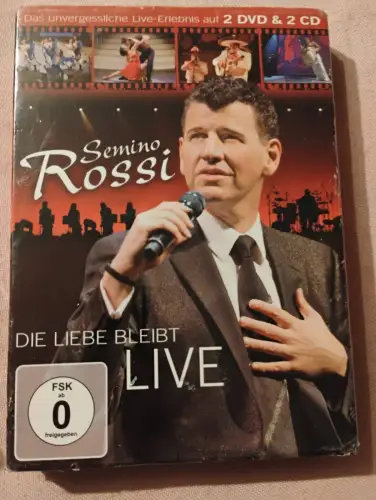 Das unvergessliche Live-Erlebnis auf 2 DVD & 2 CD
Semino
Rossi
DIE LIEBE BLEIBT
LIVE
FSK
ab
0
freigegeben